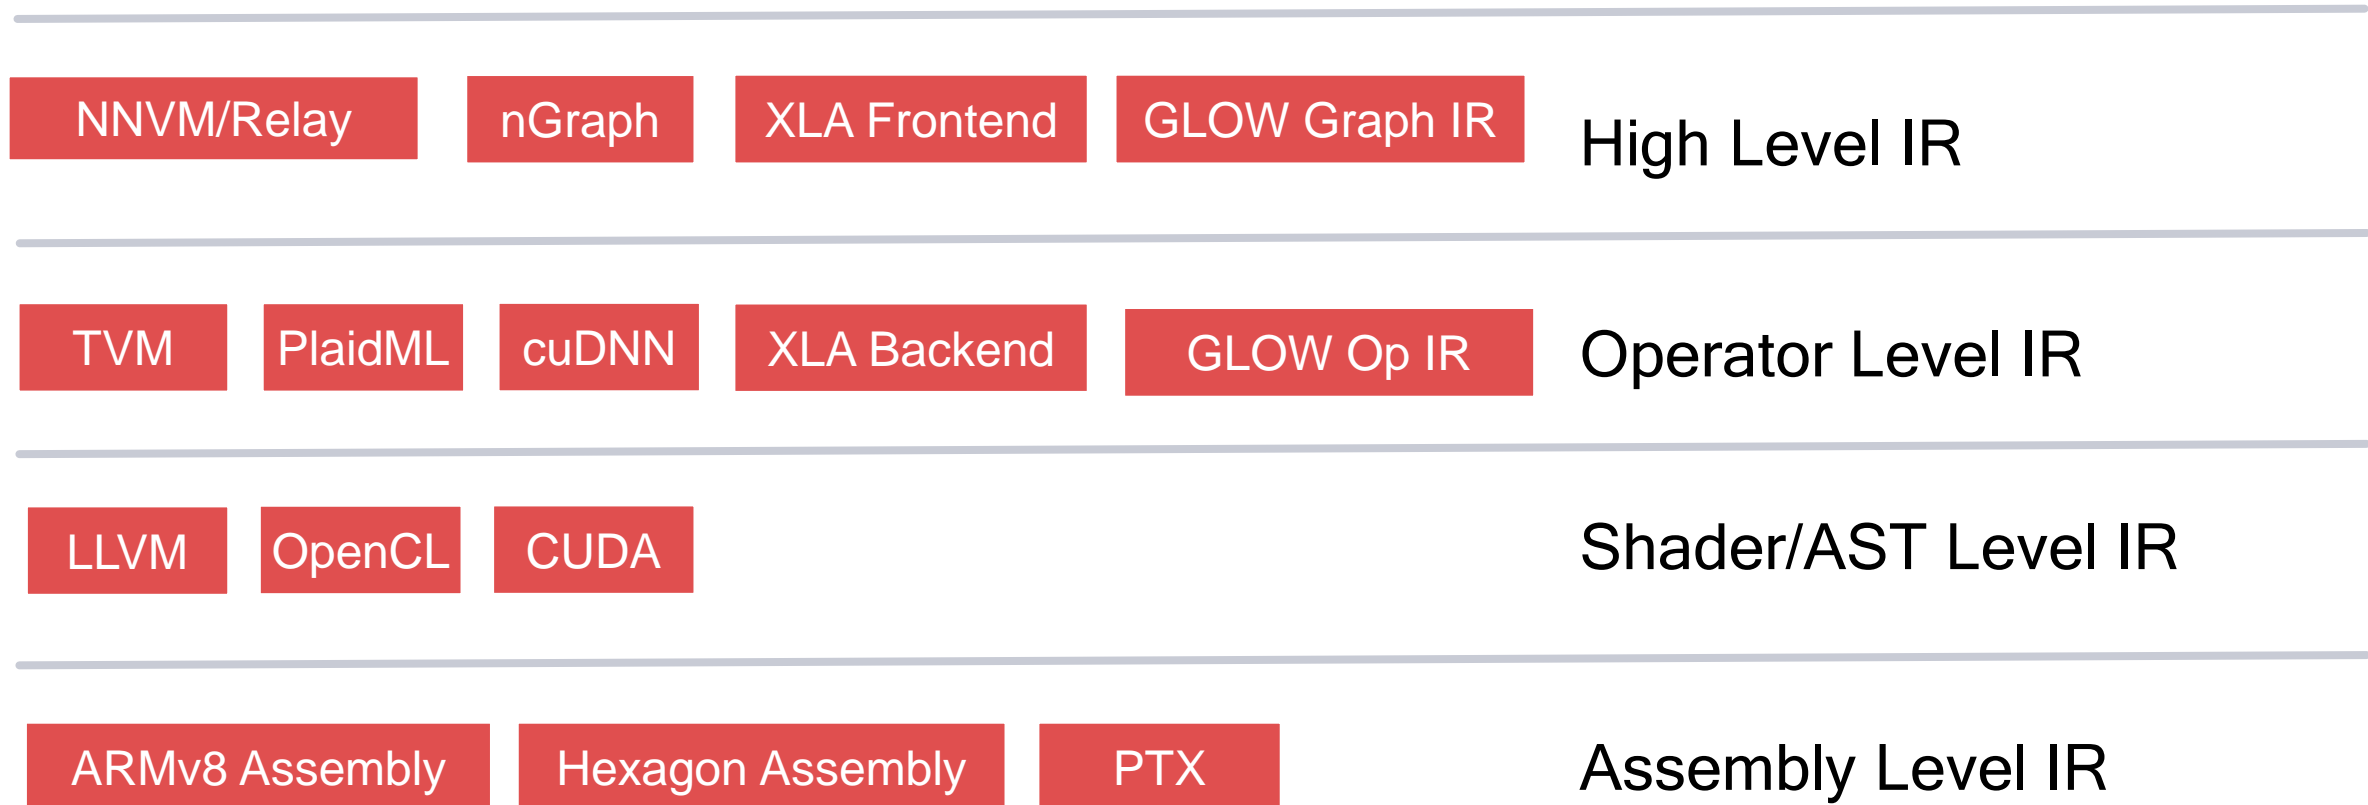 NNVM/Relay
nGraph
XLA Frontend
GLOW Graph IR
High Level IR
TVM
PlaidML
cuDNN
XLA Backend
GLOW Op IR
Operator Level IR
LLVM
OpenCL
CUDA
Shader/AST Level IR
ARMv8 Assembly
Hexagon Assembly
PTX
Assembly Level IR